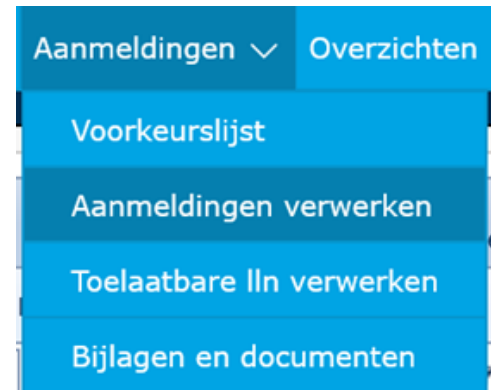 Aanmeldingen Overzichten
Voorkeurslijst
Aanmeldingen verwerken
Toelaatbare lln verwerken
Bijlagen en documenten